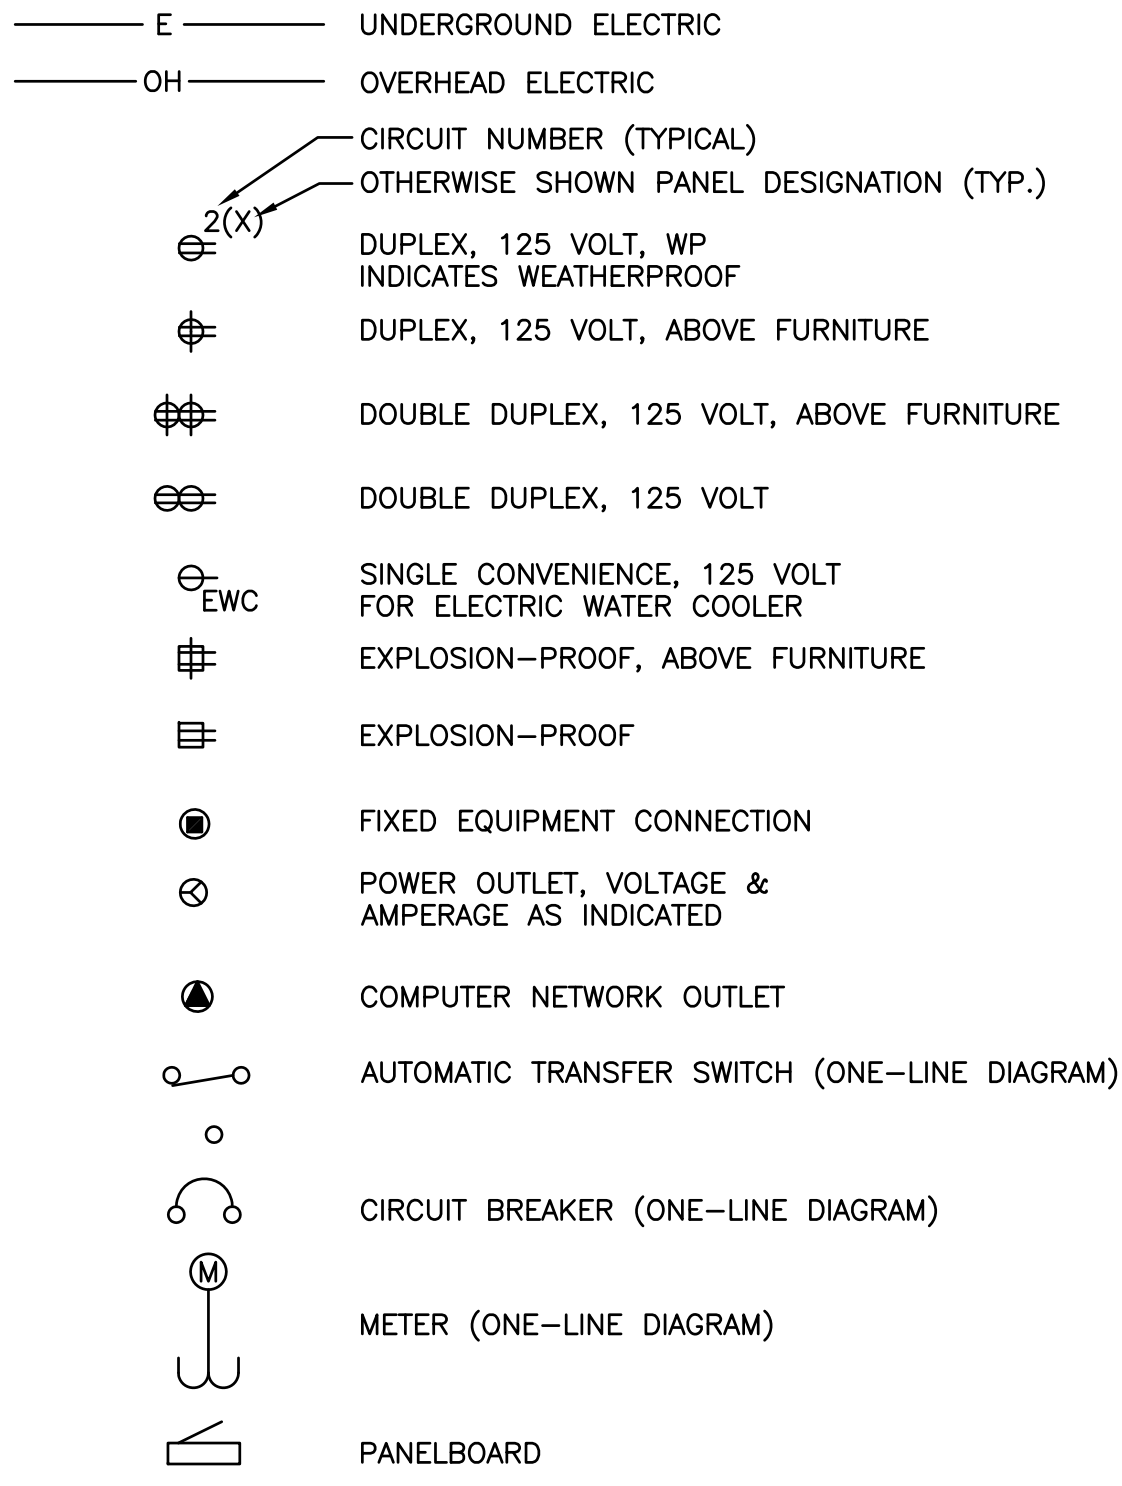 E UNDERGROUND ELECTRIC
OH OVERHEAD ELECTRIC
CIRCUIT NUMBER (TYPICAL)
OTHERWISE SHOWN PANEL DESIGNATION (TYP.)
2(X)
DUPLEX, 125 VOLT, WP
INDICATES WEATHERPROOF
DUPLEX, 125 VOLT, ABOVE FURNITURE
DOUBLE DUPLEX, 125 VOLT, ABOVE FURNITURE
DOUBLE DUPLEX, 125 VOLT
SINGLE CONVENIENCE, 125 VOLT
EWC FOR ELECTRIC WATER COOLER
EXPLOSION-PROOF, ABOVE FURNITURE
EXPLOSION-PROOF
FIXED EQUIPMENT CONNECTION
POWER OUTLET, VOLTAGE &
AMPERAGE AS INDICATED
COMPUTER NETWORK OUTLET
AUTOMATIC TRANSFER SWITCH (ONE-LINE DIAGRAM)
CIRCUIT BREAKER (ONE-LINE DIAGRAM)
M
METER (ONE-LINE DIAGRAM)
PANELBOARD